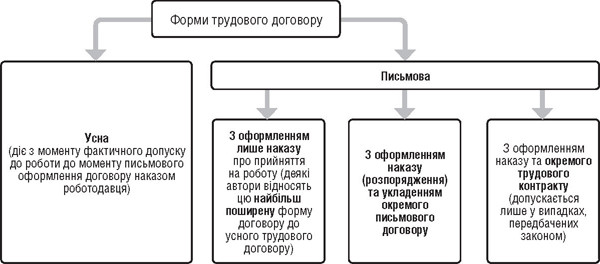 Форми трудового договору
Письмова
Усна
(діє з моменту фактичного допуску
до роботи до моменту письмового
оформлення договору наказом
роботодавця)
З оформленням
лише наказу
про прийняття
на роботу (деякі
автори відносять
цю найбільш
поширену форму
договору до
усного трудового
договору)
З оформленням
наказу
(розпорядження)
та укладенням
окремого
письмового
договору
З оформленням
наказу та окремого
трудового
контракту
(допускається
лише у випадках,
передбачених
законом)